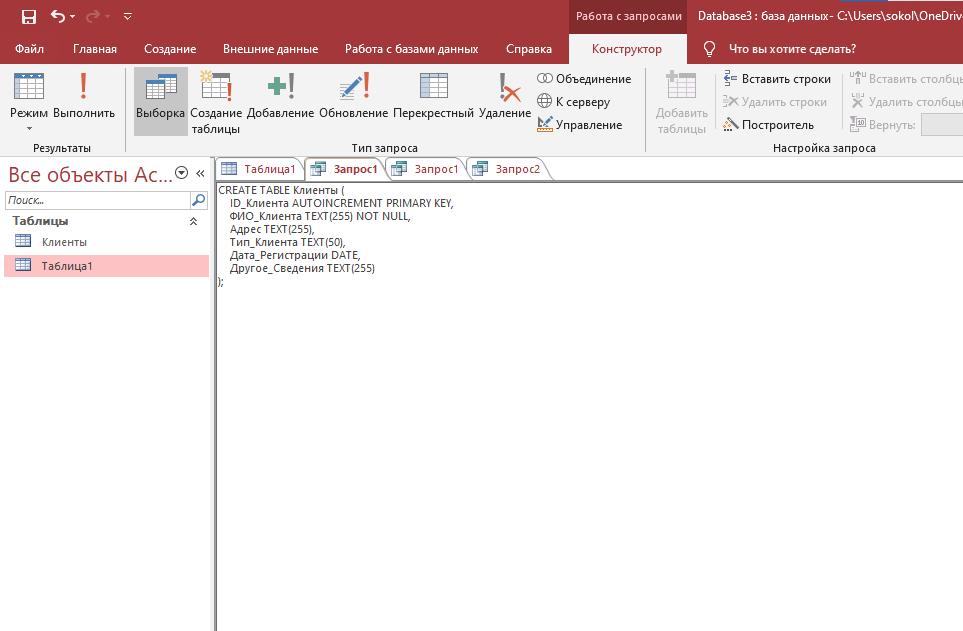 Работа с запросами
Database3 : база данных- C:\Users\sokol\OneDriv
Файл
Главная
Создание
Внешние данные
Работа с базами данных
Справка
Конструктор
Что вы хотите сделать?
Режим
Выполнить
Результаты
Выборка
Создание таблицы
Добавление
Обновление
Перекрестный
Удаление
Объединение
К серверу
Управление
Тип запроса
Добавить таблицы
Вставить строки
Удалить строки
Построитель
Вставить столбцы
Удалить столбцы
Вернуть:
Настройка запроса
Все объекты Ac...
Поиск...
Таблицы
Клиенты
Таблица1
Таблица1
Запрос1
Запрос1
Запрос2
CREATE TABLE Клиенты (
ID_Клиента AUTOINCREMENT PRIMARY KEY,
ФИО_Клиента TEXT(255) NOT NULL,
Адрес TEXT(255),
Тип_Клиента TEXT(50),
Дата_Регистрации DATE,
Другое_Сведения TEXT(255)
);